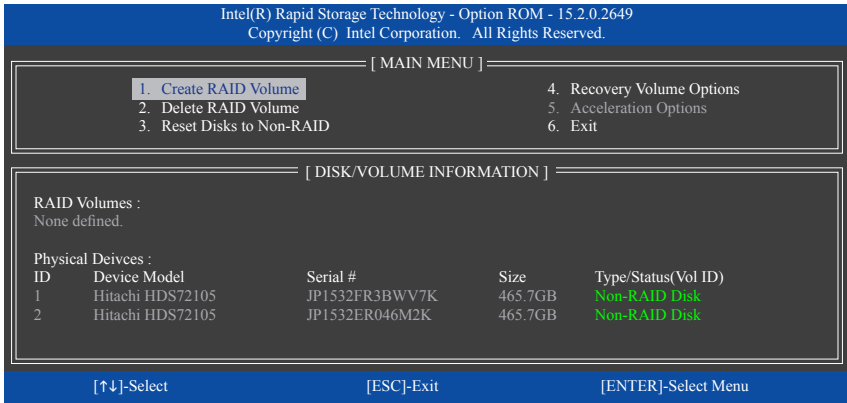 Intel(R) Rapid Storage Technology - Option ROM - 15.2.0.2649
Copyright (C) Intel Corporation. All Rights Reserved.
[ MAIN MENU ]
1. Create RAID Volume 4. Recovery Volume Options
2. Delete RAID Volume 5. Acceleration Options
3. Reset Disks to Non-RAID 6. Exit
[ DISK/VOLUME INFORMATION ]
RAID Volumes :
None defined.
Physical Deivces :
ID Device Model Serial # Size Type/Status(Vol ID)
1 Hitachi HDS72105 JP1532FR3BWV7K 465.7GB Non-RAID Disk
2 Hitachi HDS72105 JP1532ER046M2K 465.7GB Non-RAID Disk
[↑↓]-Select [ESC]-Exit [ENTER]-Select Menu